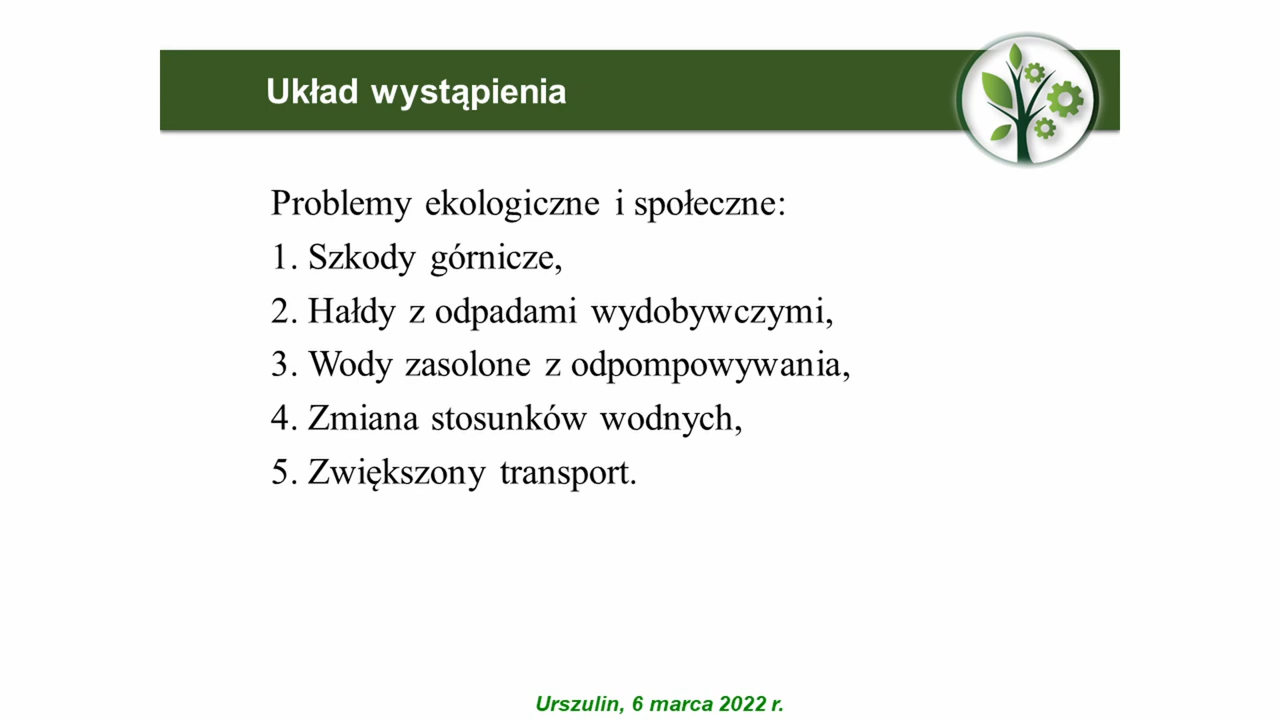 Układ wystąpienia
Problemy ekologiczne i społeczne:
1. Szkody górnicze,
2. Hałdy z odpadami wydobywczymi,
3. Wody zasolone z odpompowywania,
4. Zmiana stosunków wodnych,
5. Zwiększony transport.
Urszulin, 6 marca 2022 r.